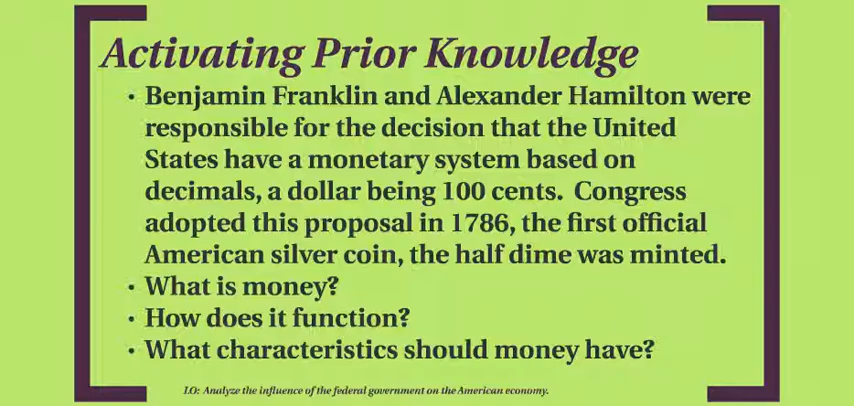 Activating Prior Knowledge
• Benjamin Franklin and Alexander Hamilton were
responsible for the decision that the United
States have a monetary system based on
decimals, a dollar being 100 cents.  Congress
adopted this proposal in 1786, the first official
American silver coin, the half dime was minted.
• What is money?
• How does it function?
• What characteristics should money have?
I.O: Analyze the influence of the federal government on the American economy.